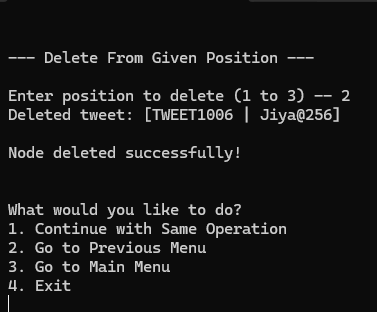 --- Delete From Given Position ---
Enter position to delete (1 to 3) -- 2
Deleted tweet: [TWEET1006 | Jiya@256]
Node deleted successfully!
What would you like to do?
1. Continue with Same Operation
2. Go to Previous Menu
3. Go to Main Menu
4. Exit